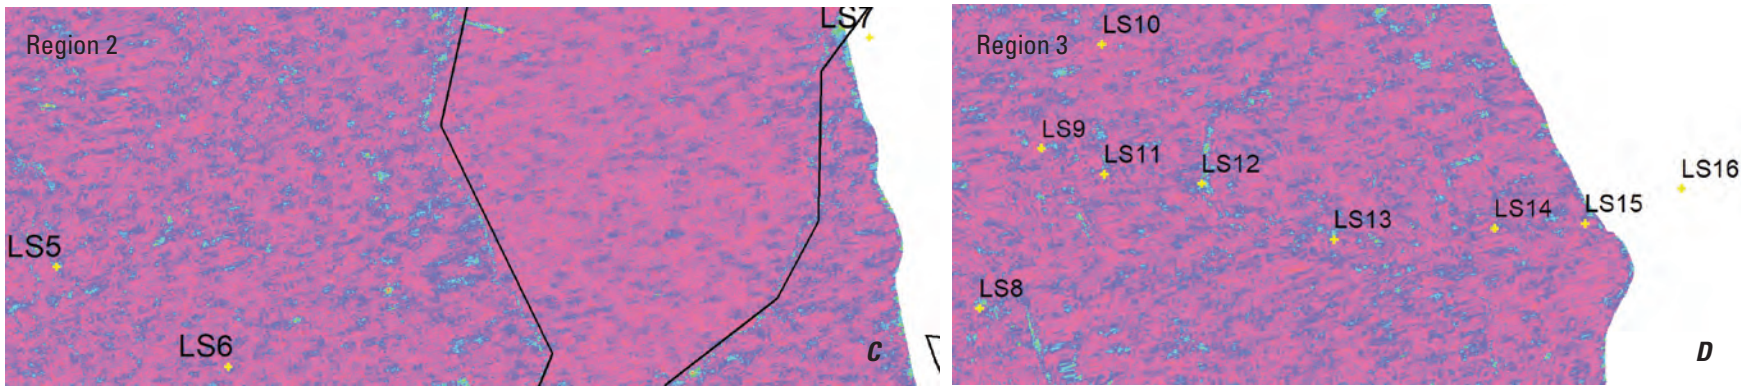 Region 2
LS7
LS5
LS6
C
Region 3
LS10
LS9
LS11
LS12
LS16
LS13
LS14
LS15
LS8
D